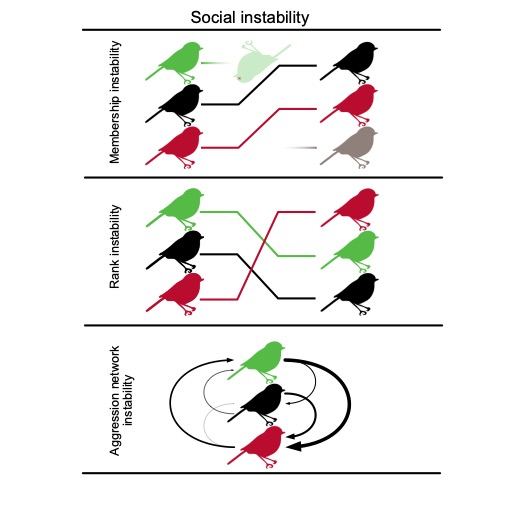 Social instability
Membership instability
Rank instability
Aggression network
instability